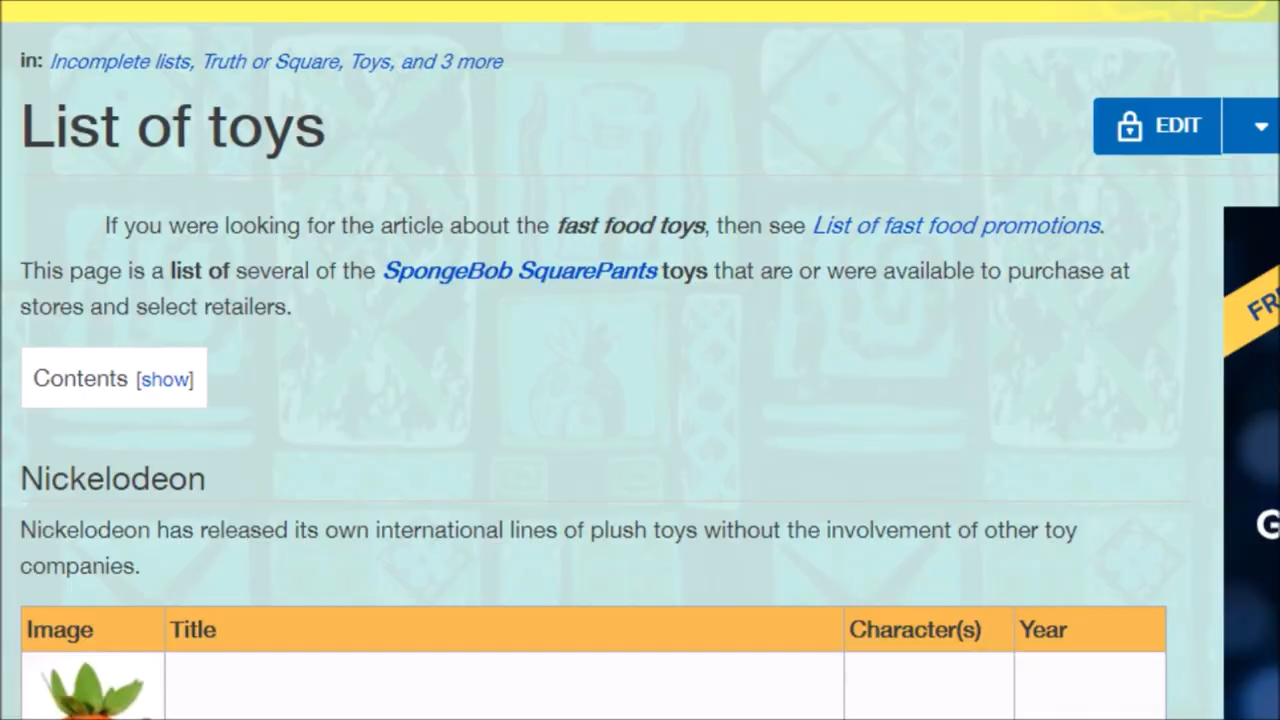 in: Incomplete lists, Truth or Square, Toys, and 3 more
List of toys
EDIT
If you were looking for the article about the fast food toys, then see List of fast food promotions.
This page is a list of several of the SpongeBob SquarePants toys that are or were available to purchase at
stores and select retailers.
Contents [show]
Nickelodeon
Nickelodeon has released its own international lines of plush toys without the involvement of other toy
companies.
Image Title Character(s) Year